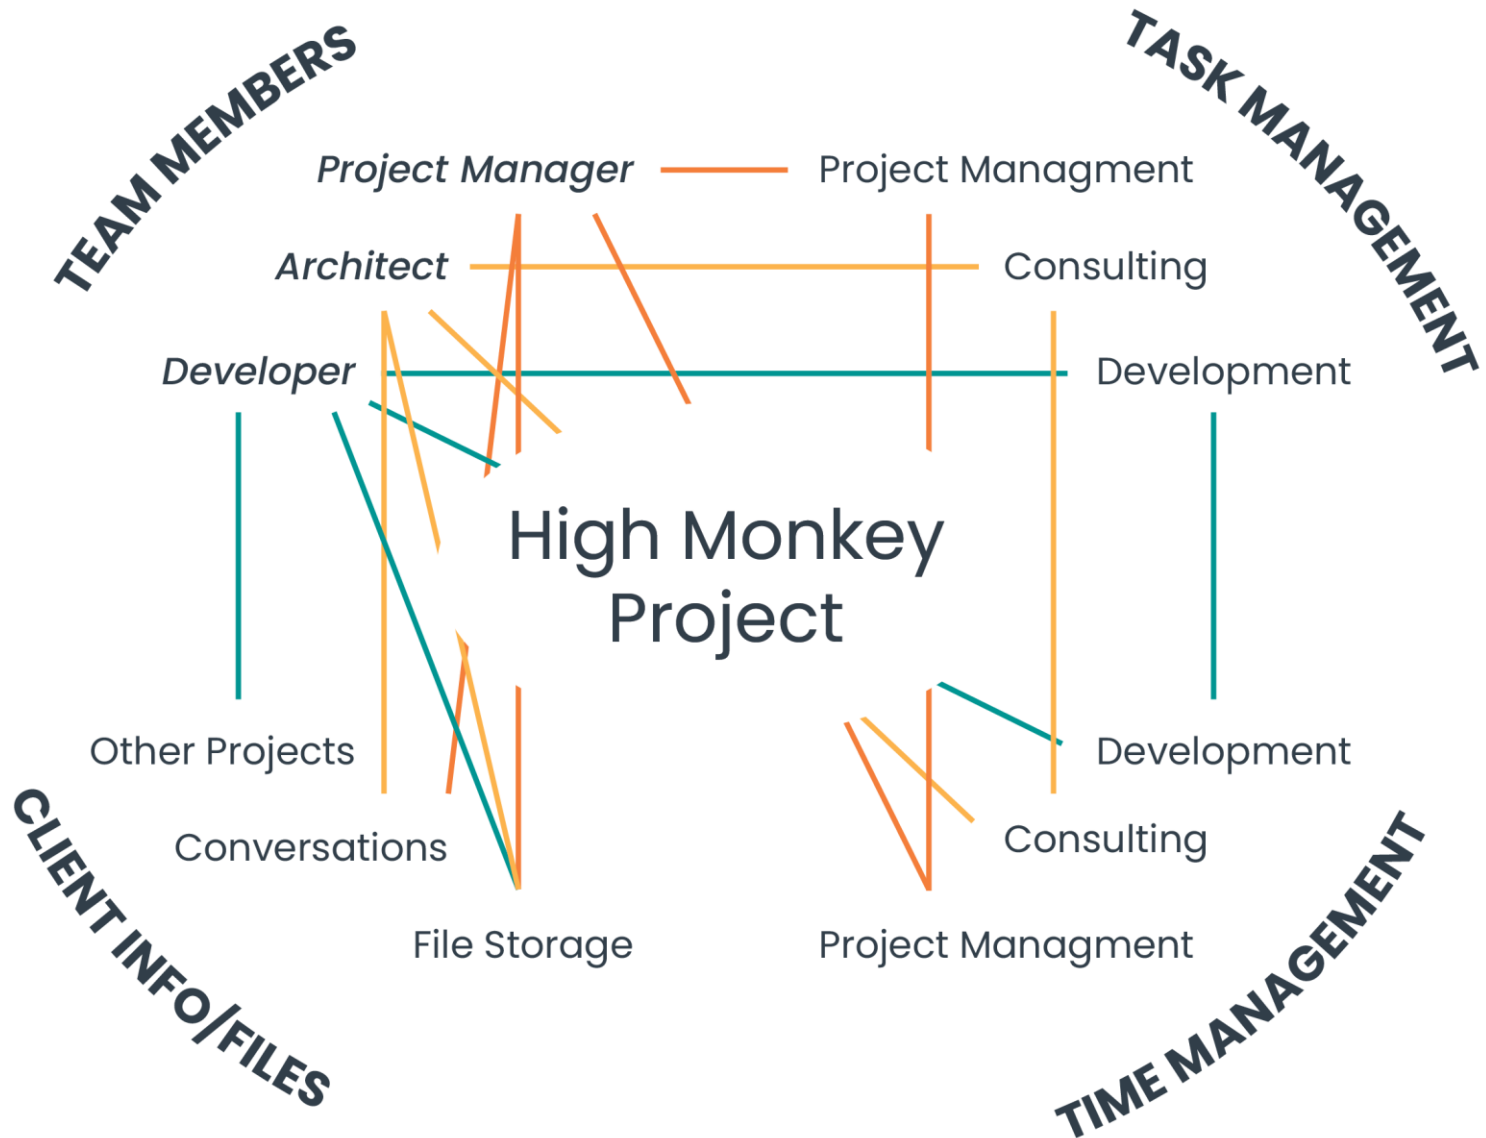 TEAM MEMBERS
TASK MANAGEMENT
Project Manager
Project Managment
Architect
Consulting
Developer
Development
High Monkey
Project
Other Projects
Development
Conversations
Consulting
File Storage
Project Managment
CLIENT INFO/FILES
TIME MANAGEMENT